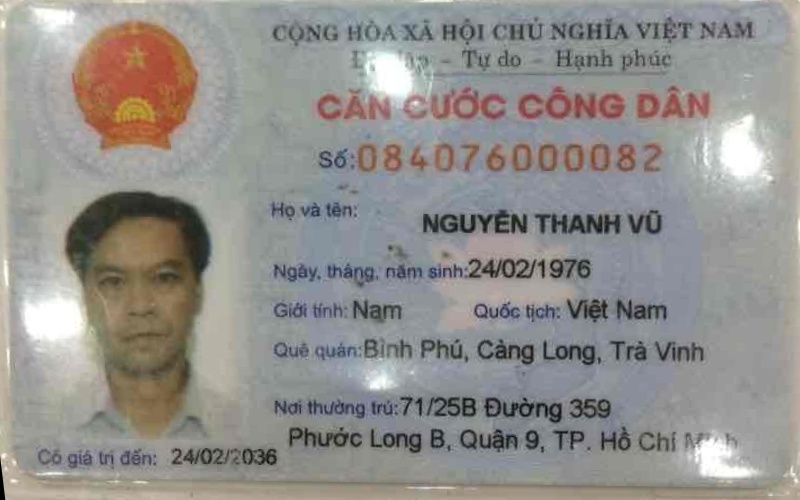 CỘNG HÒA XÃ HỘI CHỦ NGHĨA VIỆT NAM
Độc lập - Tự do - Hạnh phúc
CĂN CƯỚC CÔNG DÂN
Số: 084076000082
Họ và tên: NGUYỄN THANH VŨ
Ngày, tháng, năm sinh: 24/02/1976
Giới tính: Nam Quốc tịch: Việt Nam
Quê quán: Bình Phú, Càng Long, Trà Vinh
Nơi thường trú: 71/25B Đường 359
Phước Long B, Quận 9, TP. Hồ Chí Minh
Có giá trị đến: 24/02/2036